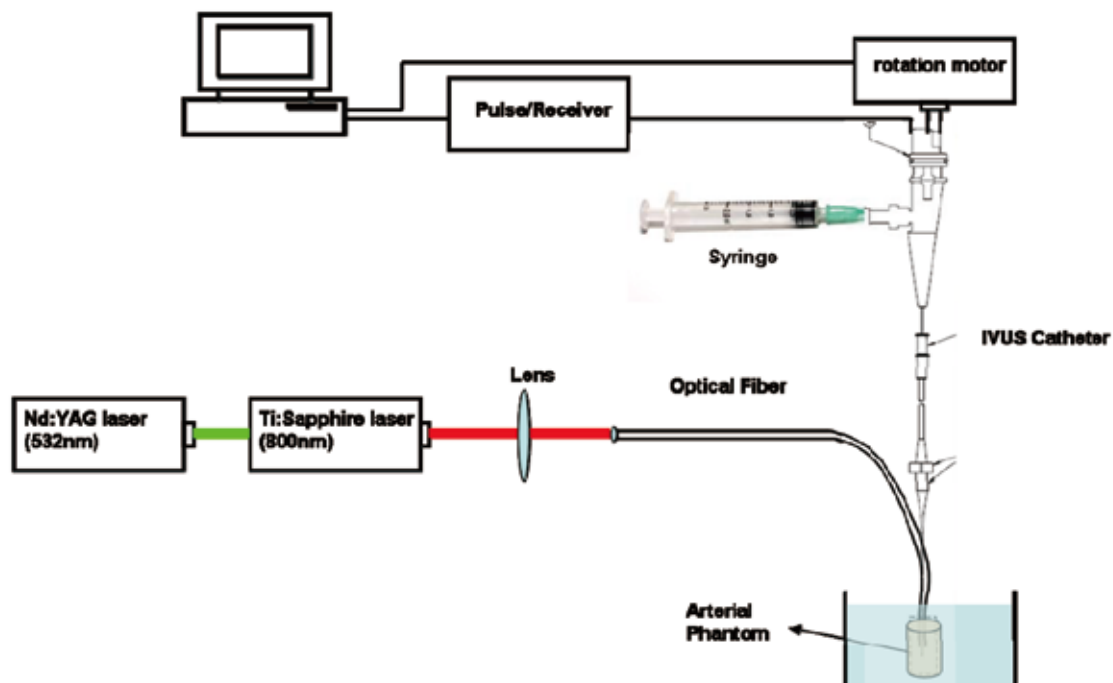 rotation motor
Pulse/Receiver
Syringe
IVUS Catheter
Lens
Optical Fiber
Nd:YAG laser
(532nm)
Ti:Sapphire laser
(800nm)
Arterial
Phantom